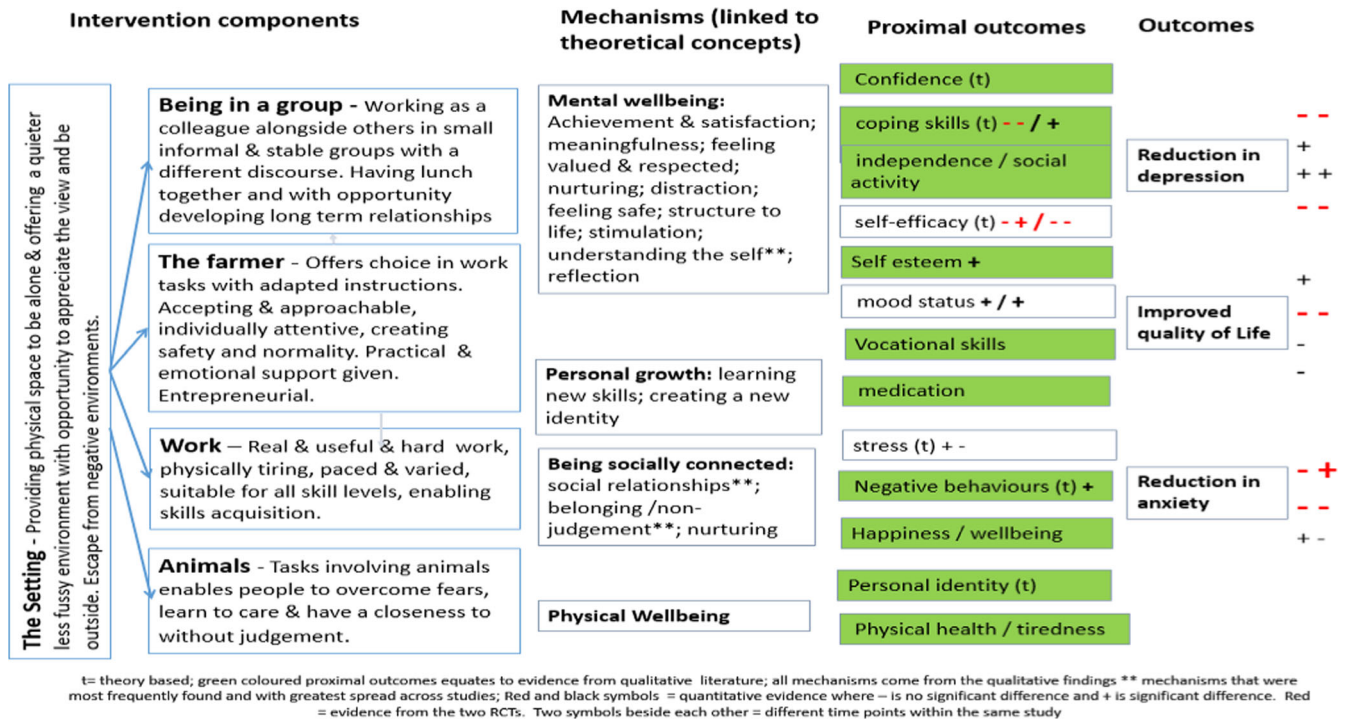 Intervention components
Mechanisms (linked to
theoretical concepts)
Proximal outcomes
Outcomes
The Setting - Providing physical space to be alone & offering a quieter
less fussy environment with opportunity to appreciate the view and be
outside. Escape from negative environments.
Being in a group - Working as a
colleague alongside others in small
informal & stable groups with a
different discourse. Having lunch
together and with opportunity
developing long term relationships
The farmer - Offers choice in work
tasks with adapted instructions.
Accepting & approachable,
individually attentive, creating
safety and normality. Practical &
emotional support given.
Entrepreneurial.
Work – Real & useful & hard work,
physically tiring, paced & varied,
suitable for all skill levels, enabling
skills acquisition.
Animals - Tasks involving animals
enables people to overcome fears,
learn to care & have a closeness to
without judgement.
Mental wellbeing:
Achievement & satisfaction;
meaningfulness; feeling
valued & respected;
nurturing; distraction;
feeling safe; structure to
life; stimulation;
understanding the self**;
reflection
Personal growth: learning
new skills; creating a new
identity
Being socially connected:
social relationships**;
belonging /non-
judgement**; nurturing
Physical Wellbeing
Confidence (t)
coping skills (t) - - / +
independence / social
activity
self-efficacy (t) - + / - -
Self esteem +
mood status + / +
Vocational skills
medication
stress (t) + -
Negative behaviours (t) +
Happiness / wellbeing
Personal identity (t)
Physical health / tiredness
Reduction in
depression
- -
+
+ +
- -
Improved
quality of Life
+
- -
-
-
Reduction in
anxiety
- +
- -
+ -
t= theory based; green coloured proximal outcomes equates to evidence from qualitative literature; all mechanisms come from the qualitative findings ** mechanisms that were
most frequently found and with greatest spread across studies; Red and black symbols = quantitative evidence where – is no significant difference and + is significant difference. Red
= evidence from the two RCTs. Two symbols beside each other = different time points within the same study